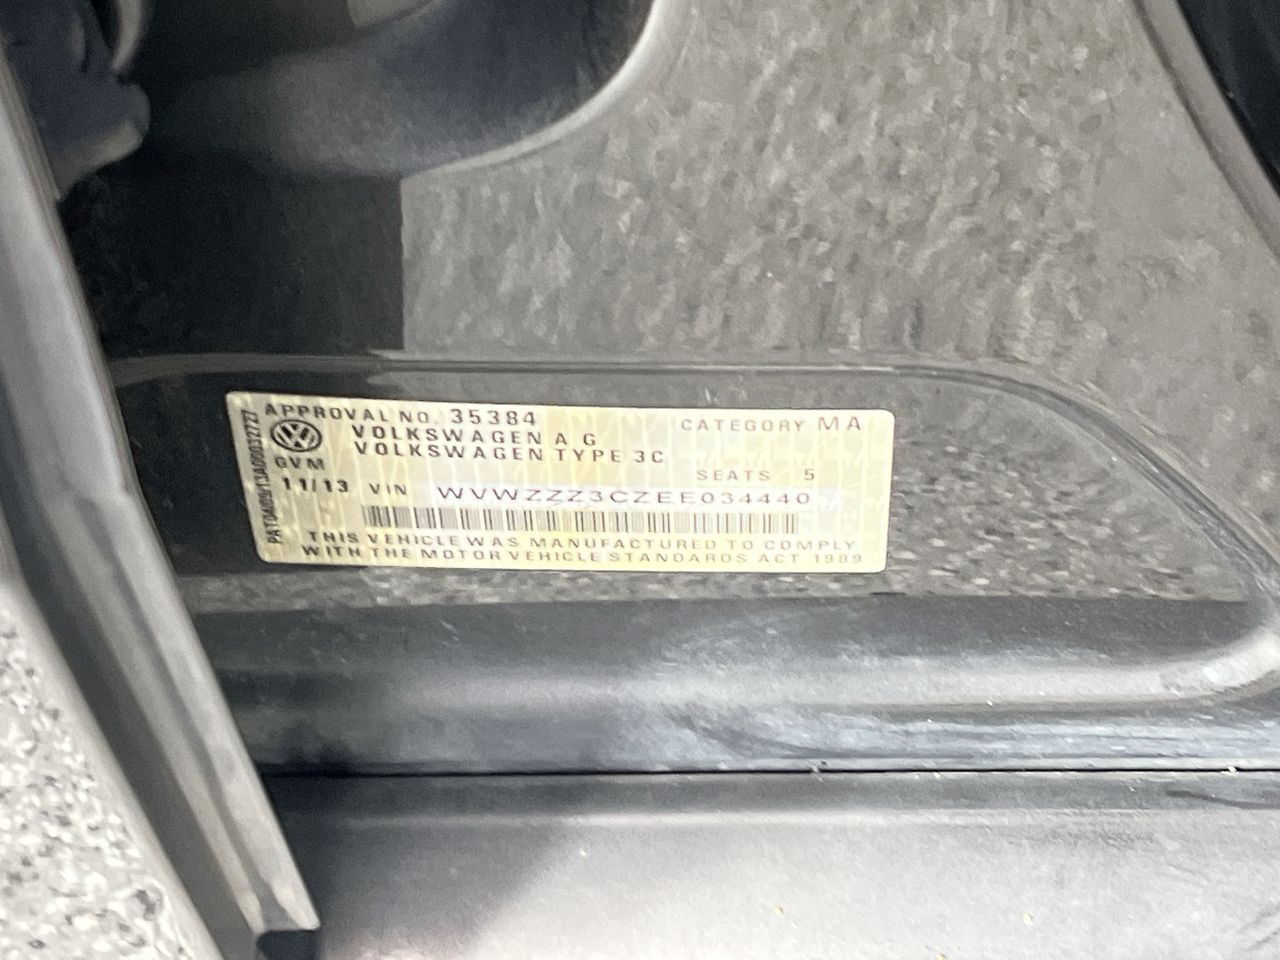 APPROVAL NO. 35384 CATEGORY MA
VOLKSWAGEN A G
VOLKSWAGEN TYPE 3C
GVM SEATS 5
11/13 VIN WVWZZZ3CZEE034440
THIS VEHICLE WAS MANUFACTURED TO COMPLY
WITH THE MOTOR VEHICLE STANDARDS ACT 1989